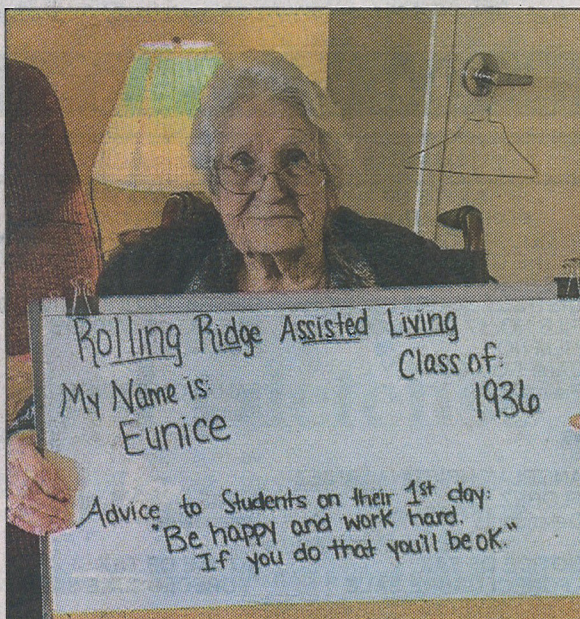 Rolling Ridge Assisted Living
Class of:
My Name is:
1936
Eunice
Advice to Students on their 1st day:
"Be happy and work hard.
If you do that you'll be ok."